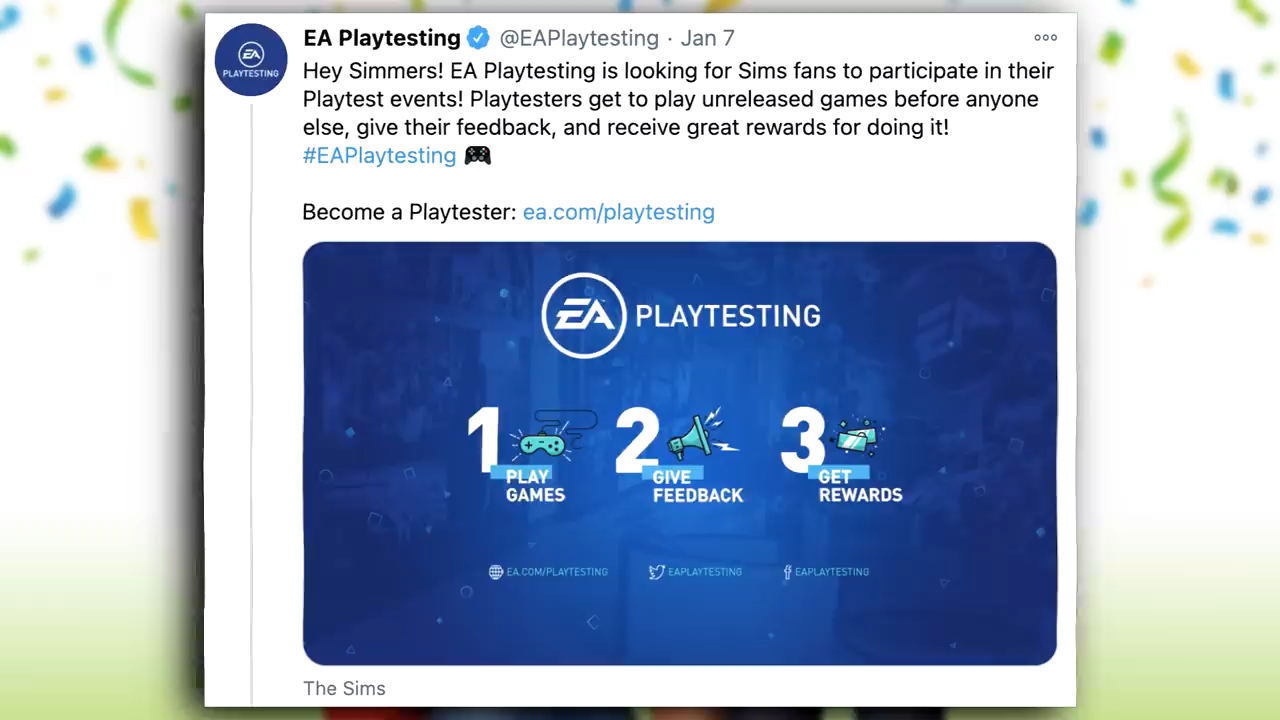 EA Playtesting @EAPlaytesting · Jan 7
EA
PLAYTESTING
Hey Simmers! EA Playtesting is looking for Sims fans to participate in their
Playtest events! Playtesters get to play unreleased games before anyone
else, give their feedback, and receive great rewards for doing it!
#EAPlaytesting 🎮
Become a Playtester: ea.com/playtesting
EA PLAYTESTING
1 PLAY
GAMES
2 GIVE
FEEDBACK
3 GET
REWARDS
EA.COM/PLAYTESTING
EAPLAYTESTING
EAPLAYTESTING
The Sims